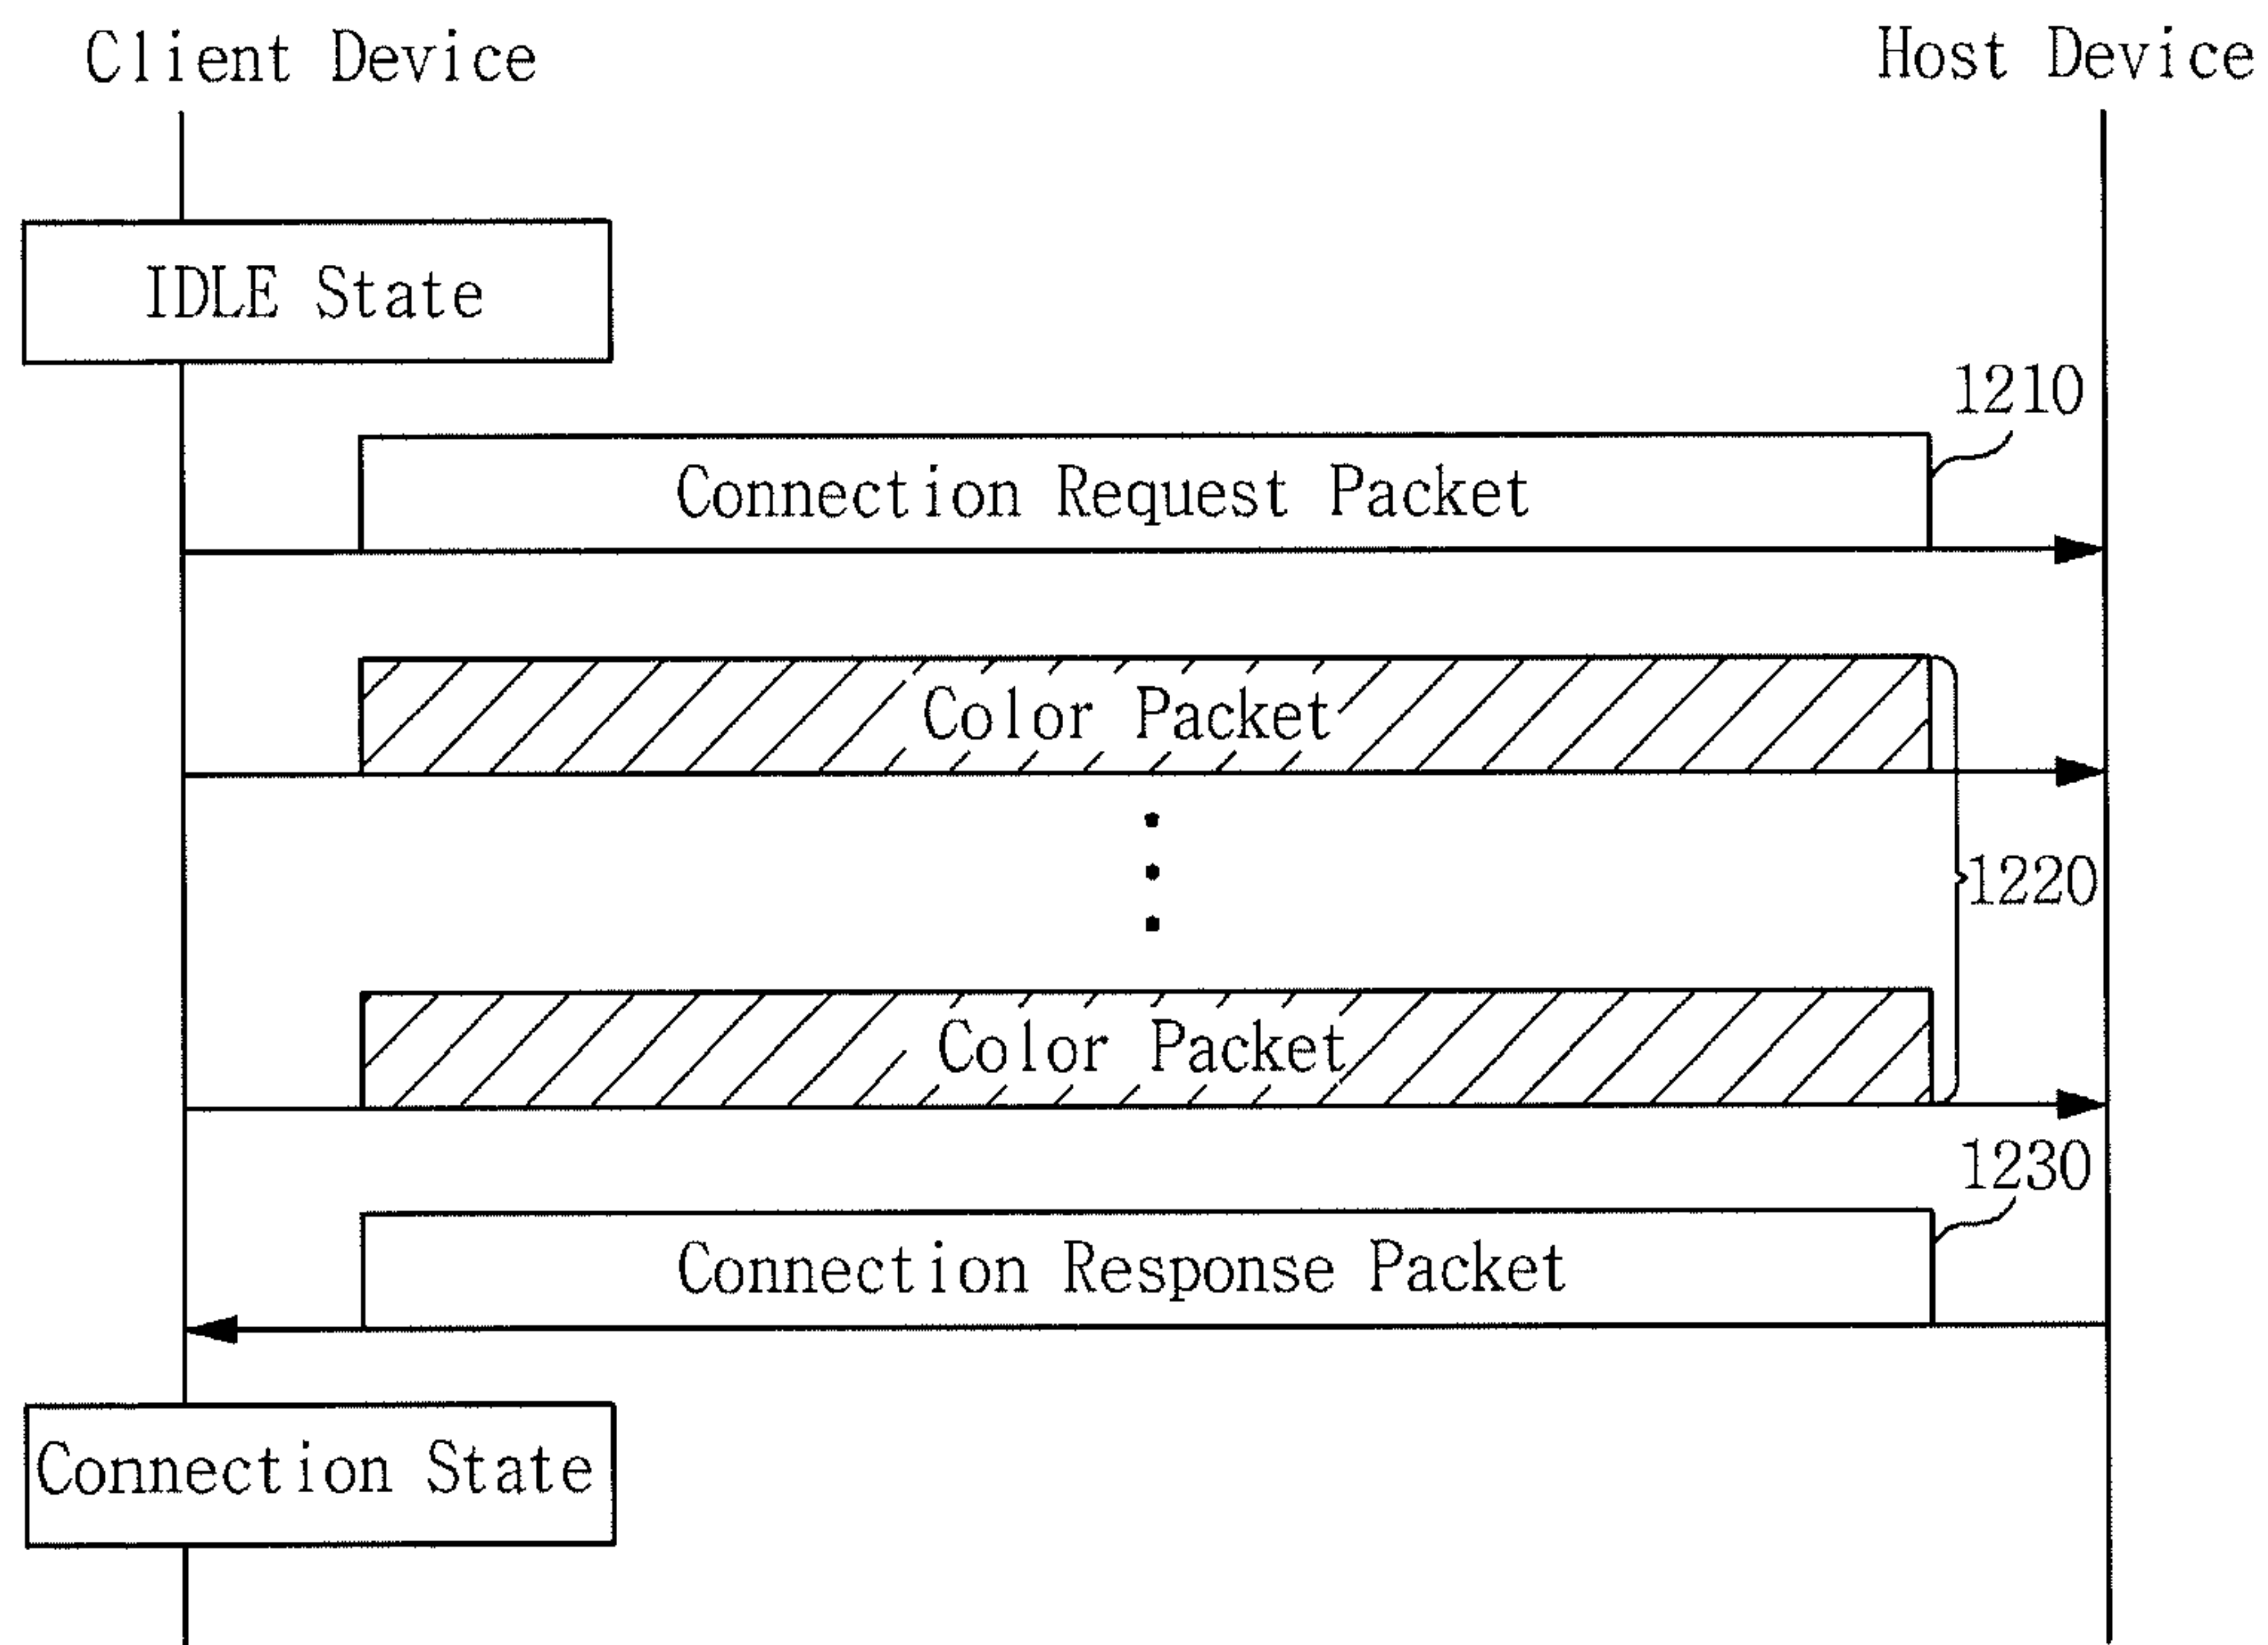 Client Device
Host Device
IDLE State
1210
Connection Request Packet
Color Packet
1220
Color Packet
1230
Connection Response Packet
Connection State